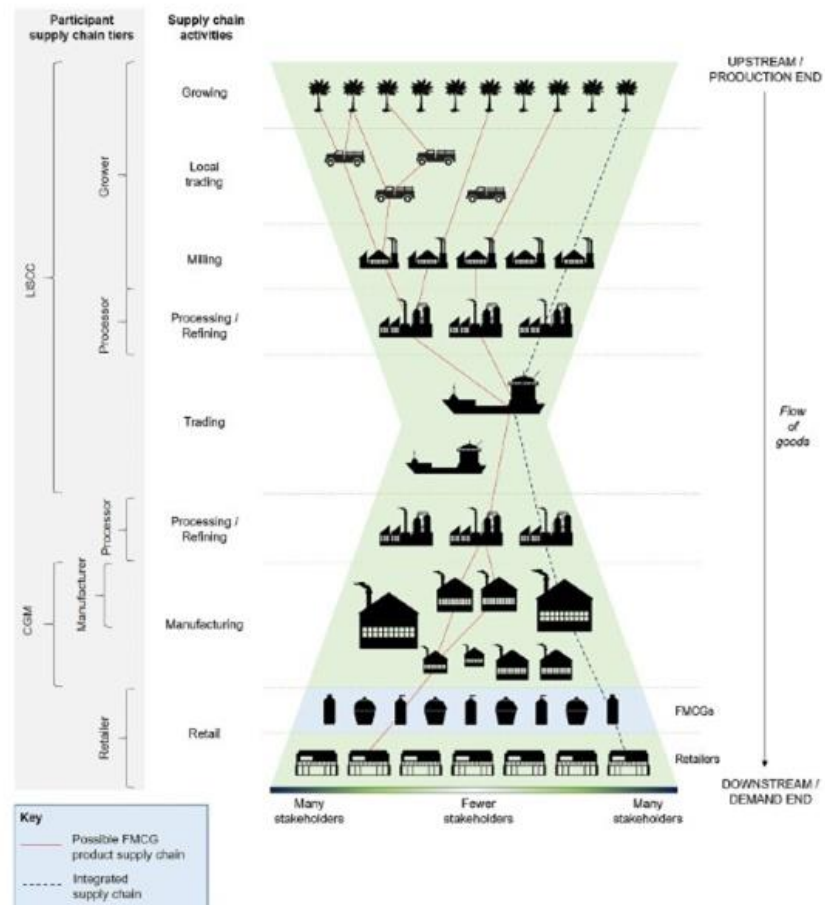 Participant
supply chain tiers
Supply chain
activities
UPSTREAM /
PRODUCTION END
Growing
Grower
Local
trading
LISCC
Milling
Processor
Processing /
Refining
Trading
Flow
of
goods
Processor
Processing /
Refining
CGM
Manufacturer
Manufacturing
FMCGs
Retailer
Retail
Retailers
DOWNSTREAM /
DEMAND END
Many
stakeholders
Fewer
stakeholders
Many
stakeholders
Key
Possible FMCG
product supply chain
Integrated
supply chain